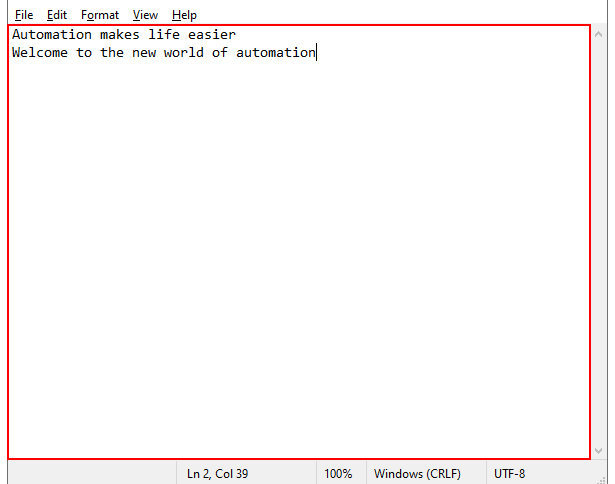 File Edit Format View Help
Automation makes life easier
Welcome to the new world of automation
Ln 2, Col 39 100% Windows (CRLF) UTF-8